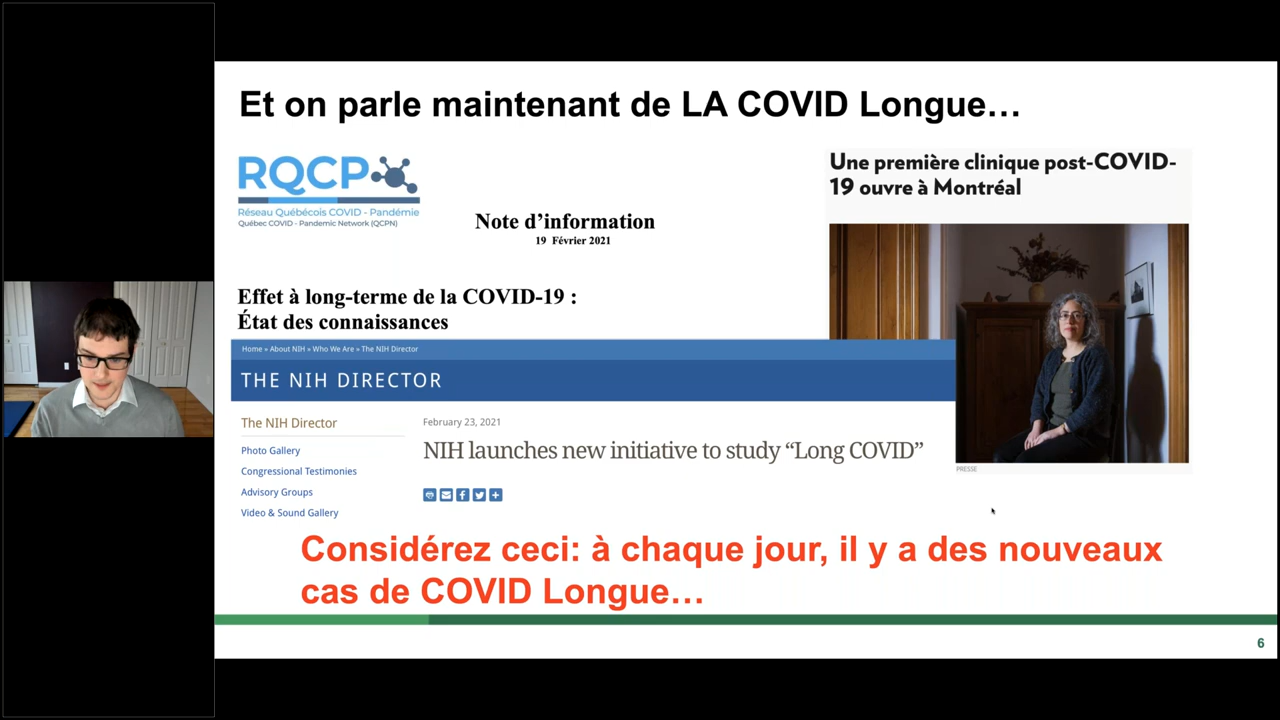 Et on parle maintenant de LA COVID Longue…
RQCP
Réseau Québécois COVID - Pandémie
Québec COVID - Pandemic Network (QCPN)
Note d’information
19 Février 2021
Effet à long-terme de la COVID-19 :
État des connaissances
Une première clinique post-COVID-
19 ouvre à Montréal
PRESSE
Home » About NIH » Who We Are » The NIH Director
THE NIH DIRECTOR
The NIH Director
Photo Gallery
Congressional Testimonies
Advisory Groups
Video & Sound Gallery
February 23, 2021
NIH launches new initiative to study “Long COVID”
Considérez ceci: à chaque jour, il y a des nouveaux
cas de COVID Longue…
6